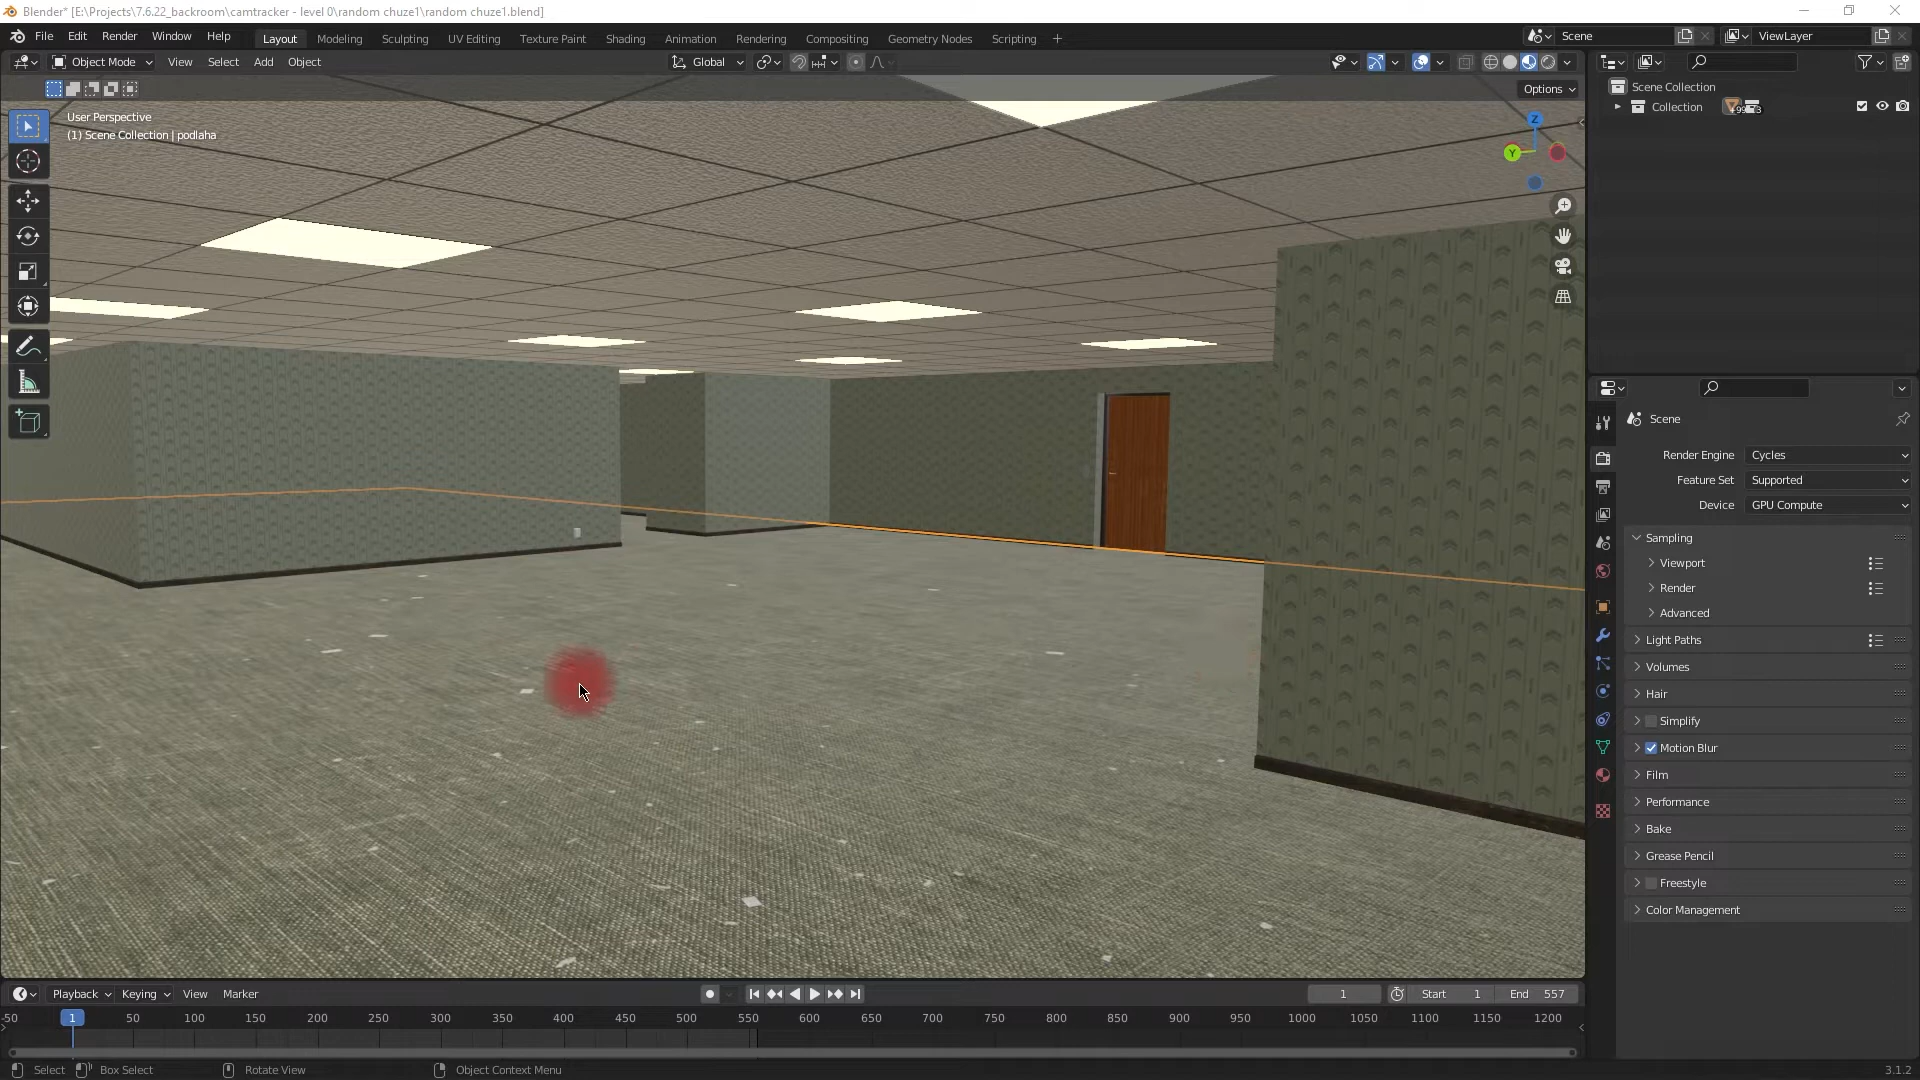 Blender* [E:\Projects\7.6.22_backroom\camtracker - level 0\random chuze1\random chuze1.blend]
File Edit Render Window Help Layout Modeling Sculpting UV Editing Texture Paint Shading Animation Rendering Compositing Geometry Nodes Scripting + Scene ViewLayer
Object Mode View Select Add Object Global
Options
User Perspective
(1) Scene Collection | podlaha
Z
Y
Scene Collection
Collection
Scene
Render Engine Cycles
Feature Set Supported
Device GPU Compute
Sampling
Viewport
Render
Advanced
Light Paths
Volumes
Hair
Simplify
Motion Blur
Film
Performance
Bake
Grease Pencil
Freestyle
Color Management
Playback Keying View Marker 1 Start 1 End 557
-50 1 50 100 150 200 250 300 350 400 450 500 550 600 650 700 750 800 850 900 950 1000 1050 1100 1150 1200
Select Box Select Rotate View Object Context Menu 3.1.2